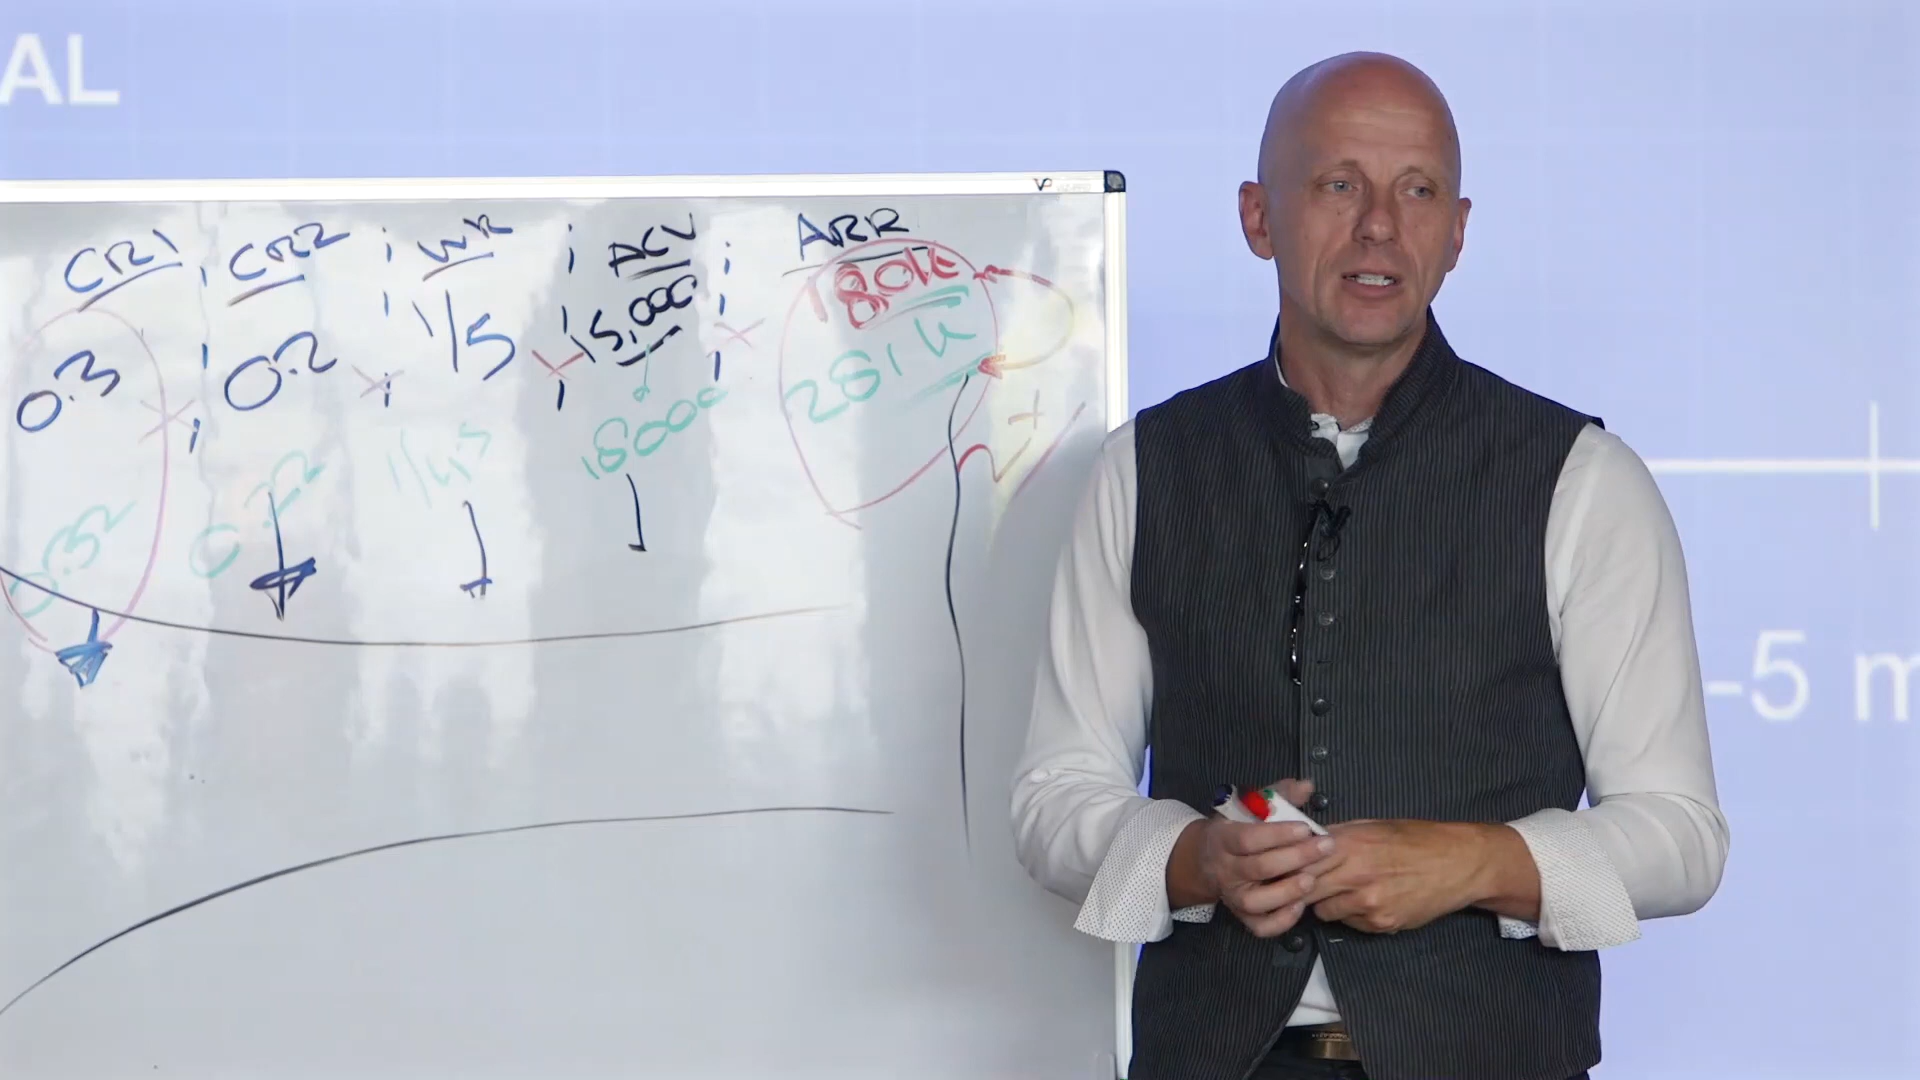 AL
CR1 CR2 WR ACV ARR
0.3 × 0.2 × 1/5 × 15,000 × 180K
281K
0.32 0.22 1/4.5 18000
-5 m